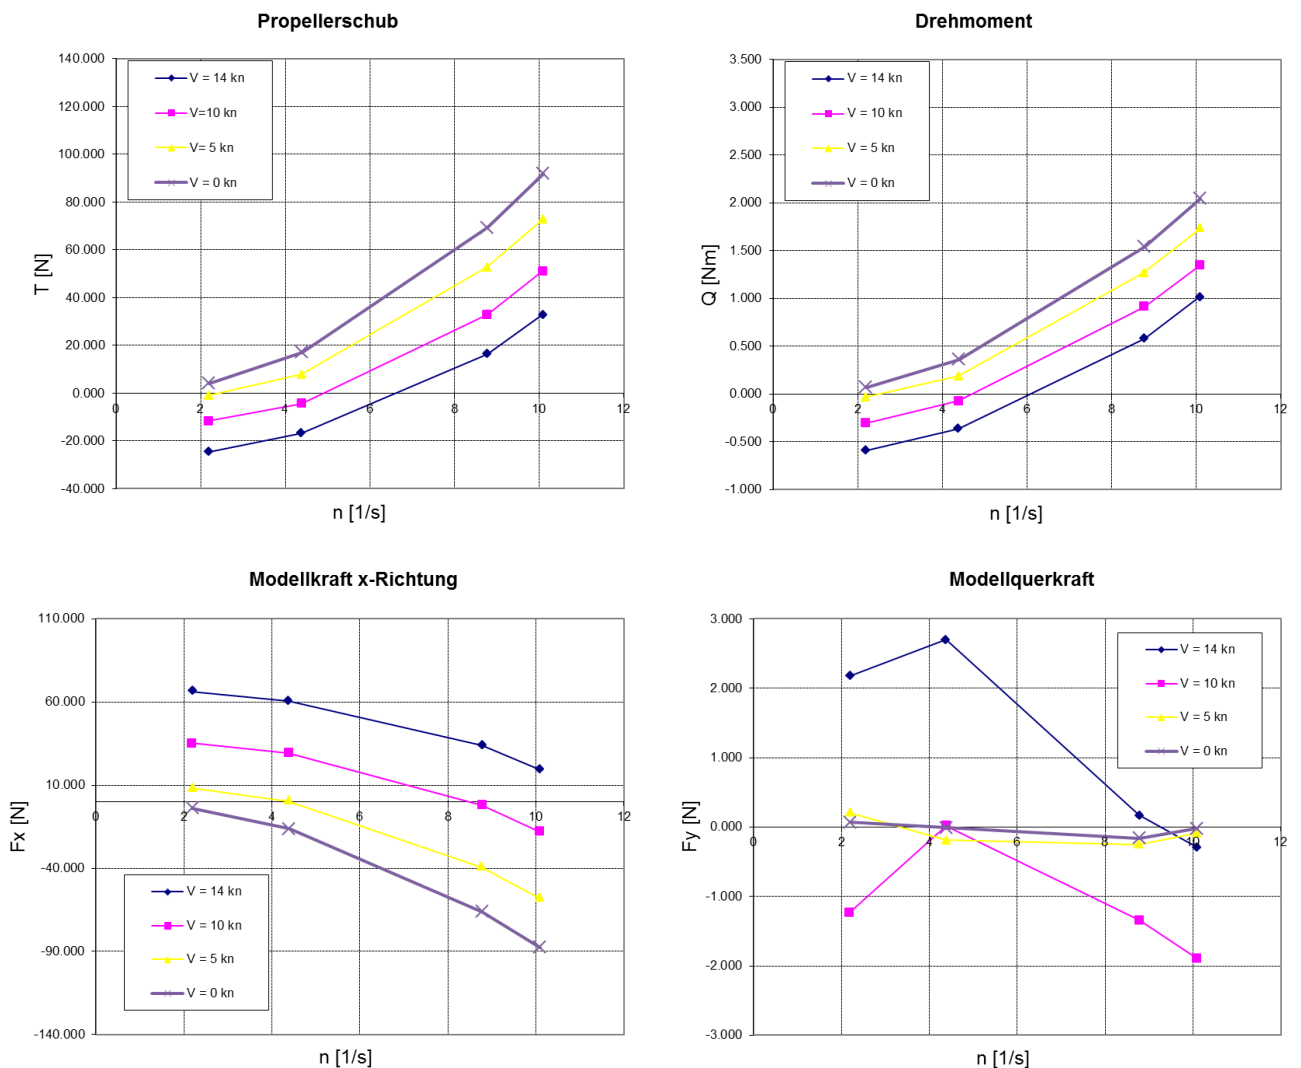 Propellerschub
140.000
120.000
100.000
80.000
60.000
40.000
20.000
0.000
-20.000
-40.000
T [N]
V = 14 kn
V=10 kn
V= 5 kn
V = 0 kn
0 2 4 6 8 10 12
n [1/s]
Drehmoment
3.500
3.000
2.500
2.000
1.500
1.000
0.500
0.000
-0.500
-1.000
Q [Nm]
V = 14 kn
V = 10 kn
V = 5 kn
V = 0 kn
0 2 4 6 8 10 12
n [1/s]
Modellkraft x-Richtung
110.000
60.000
10.000
-40.000
-90.000
-140.000
Fx [N]
0 2 4 6 8 10 12
V = 14 kn
V = 10 kn
V = 5 kn
V = 0 kn
n [1/s]
Modellquerkraft
3.000
2.000
1.000
0.000
-1.000
-2.000
-3.000
Fy [N]
V = 14 kn
V = 10 kn
V = 5 kn
V = 0 kn
0 2 4 6 8 10 12
n [1/s]